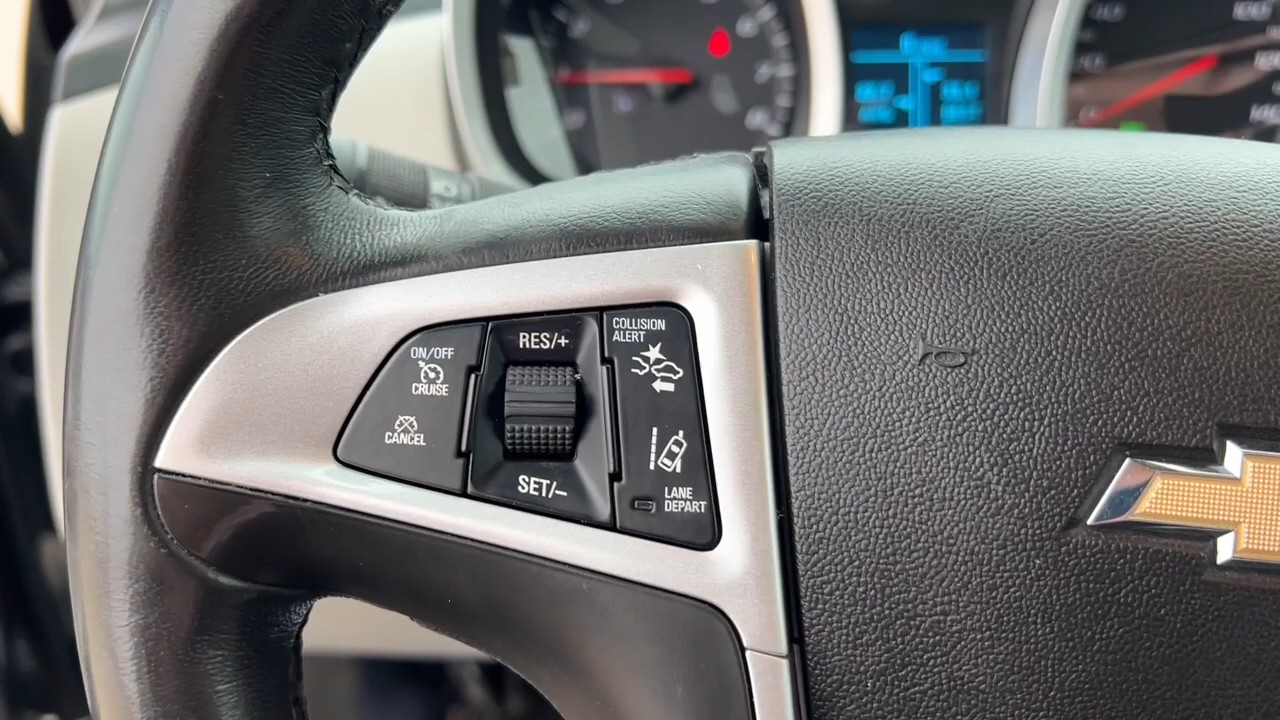 RES/+
COLLISION
ALERT
ON/OFF
CRUISE
CANCEL
SET/–
LANE
DEPART